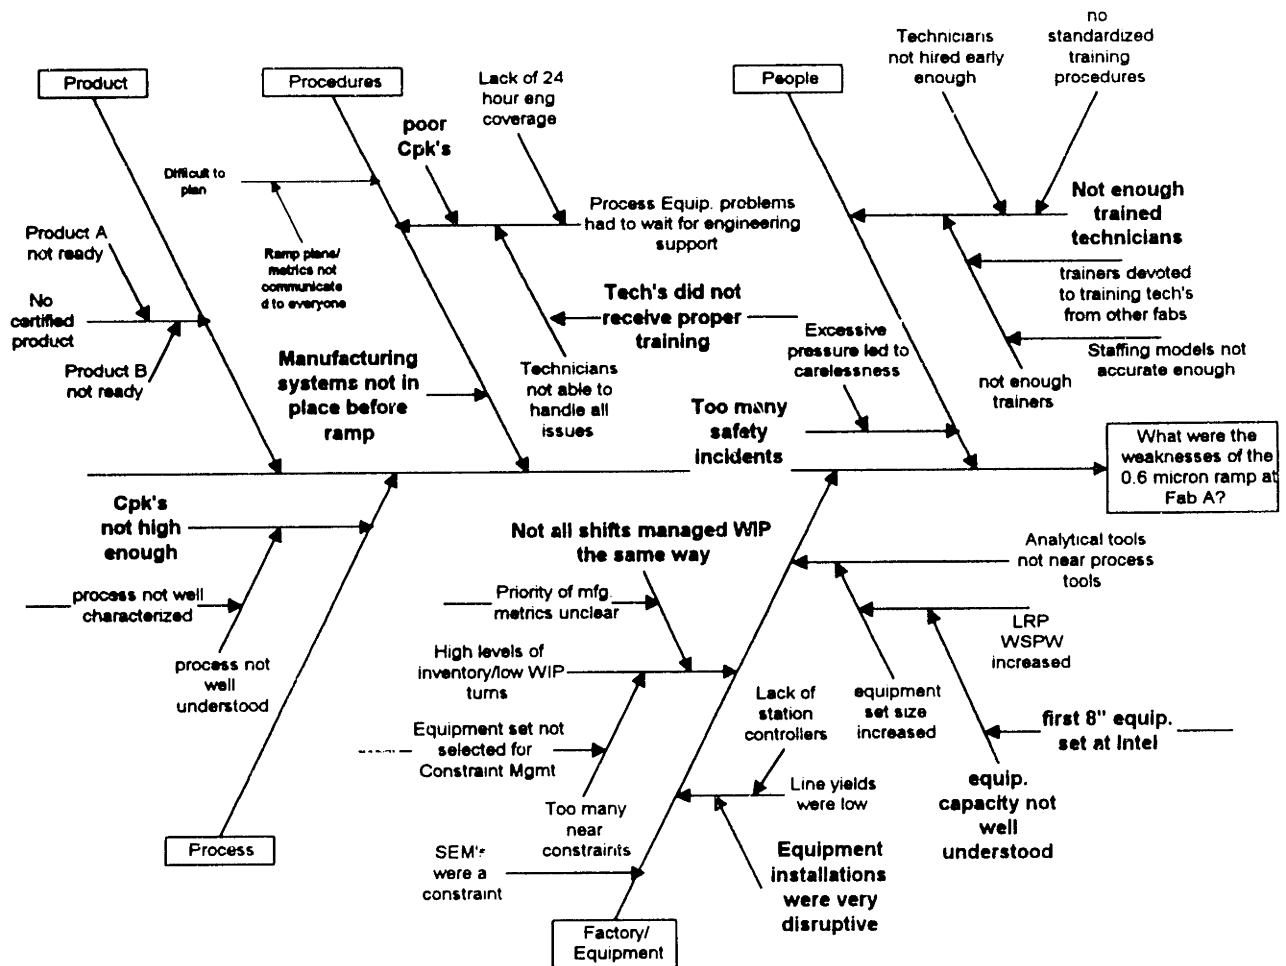 Product
Procedures
People
Lack of 24
hour eng
coverage
Technicians
not hired early
enough
no
standardized
training
procedures
poor
Cpk's
Difficult to
plan
Process Equip. problems
had to wait for engineering
support
Not enough
trained
technicians
Product A
not ready
Ramp plans/
metrics not
communicate
d to everyone
No
certified
product
Product B
not ready
Tech's did not
receive proper
training
trainers devoted
to training tech's
from other fabs
Excessive
pressure led to
carelessness
Manufacturing
systems not in
place before
ramp
Technicians
not able to
handle all
issues
Staffing models not
accurate enough
not enough
trainers
Too many
safety
incidents
What were the
weaknesses of the
0.6 micron ramp at
Fab A?
Cpk's
not high
enough
Not all shifts managed WIP
the same way
Analytical tools
not near process
tools
process not well
characterized
Priority of mfg.
metrics unclear
LRP
WSPW
increased
process not
well
understood
High levels of
inventory/low WIP
turns
Lack of
station
controllers
equipment
set size
increased
first 8" equip.
set at Intel
Equipment set not
selected for
Constraint Mgmt
Line yields
were low
equip.
capacity not
well
understood
Too many
near
constraints
Process
SEM's
were a
constraint
Equipment
installations
were very
disruptive
Factory/
Equipment